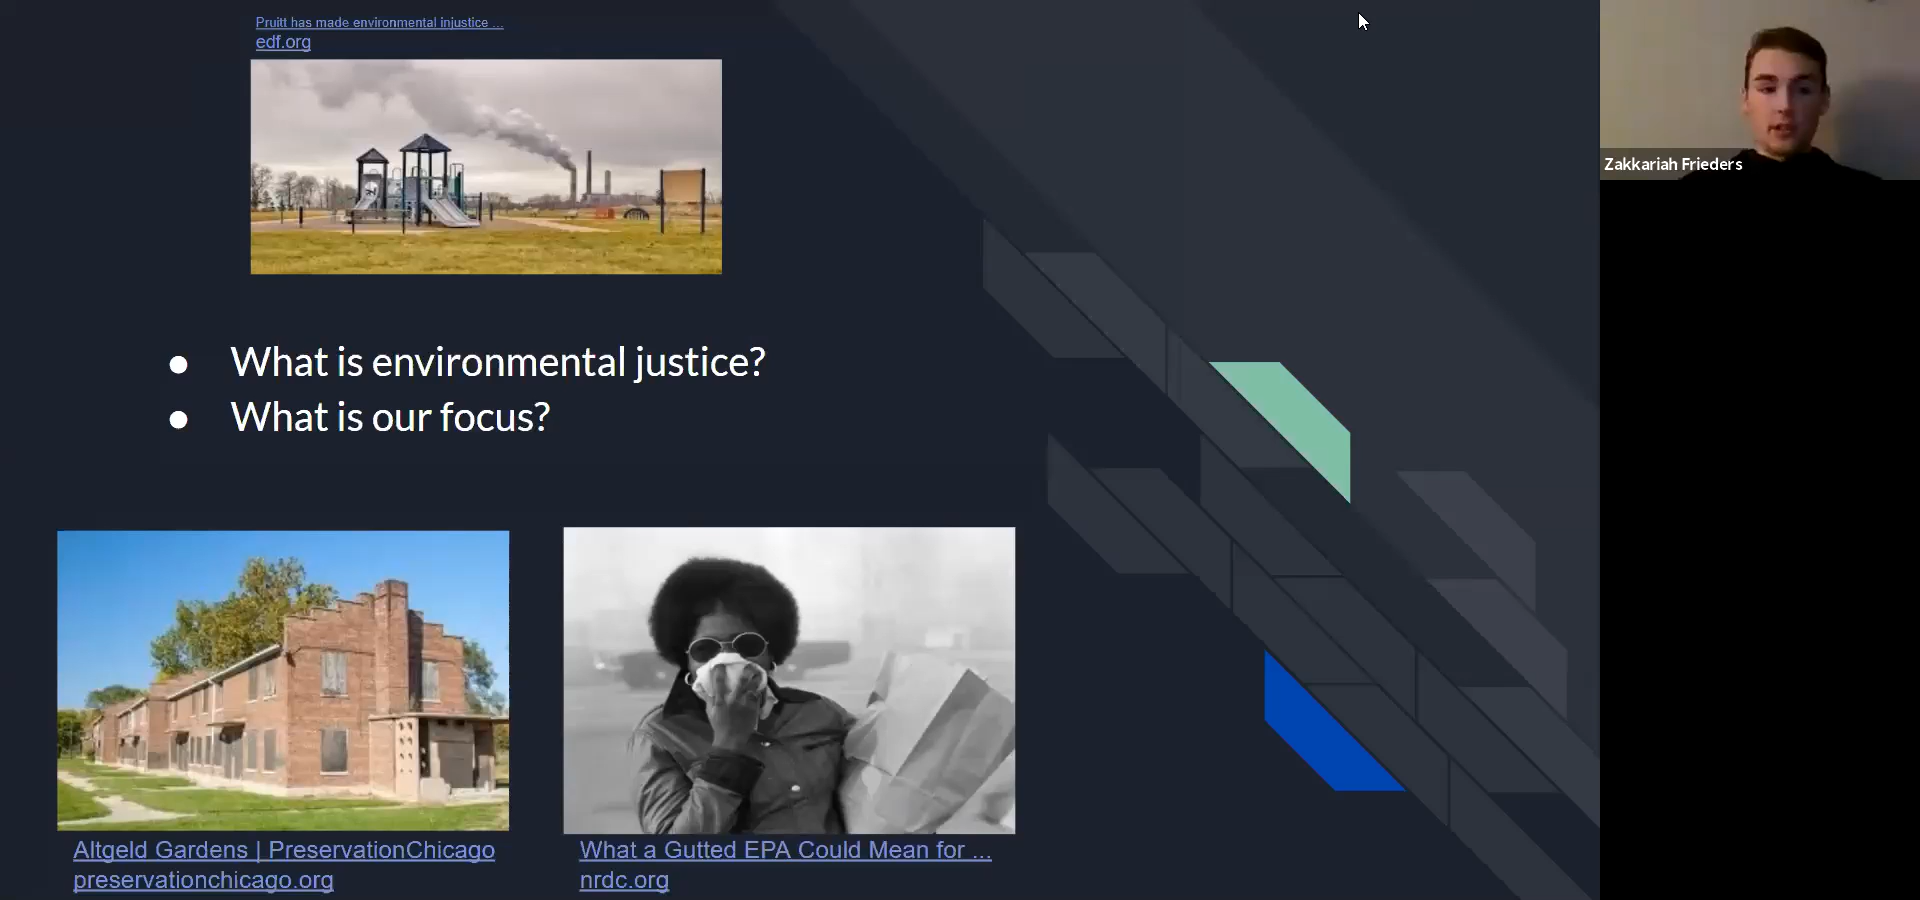 Pruitt has made environmental injustice ...
edf.org
Zakkariah Frieders
● What is environmental justice?
● What is our focus?
Altgeld Gardens | PreservationChicago
preservationchicago.org
What a Gutted EPA Could Mean for ...
nrdc.org